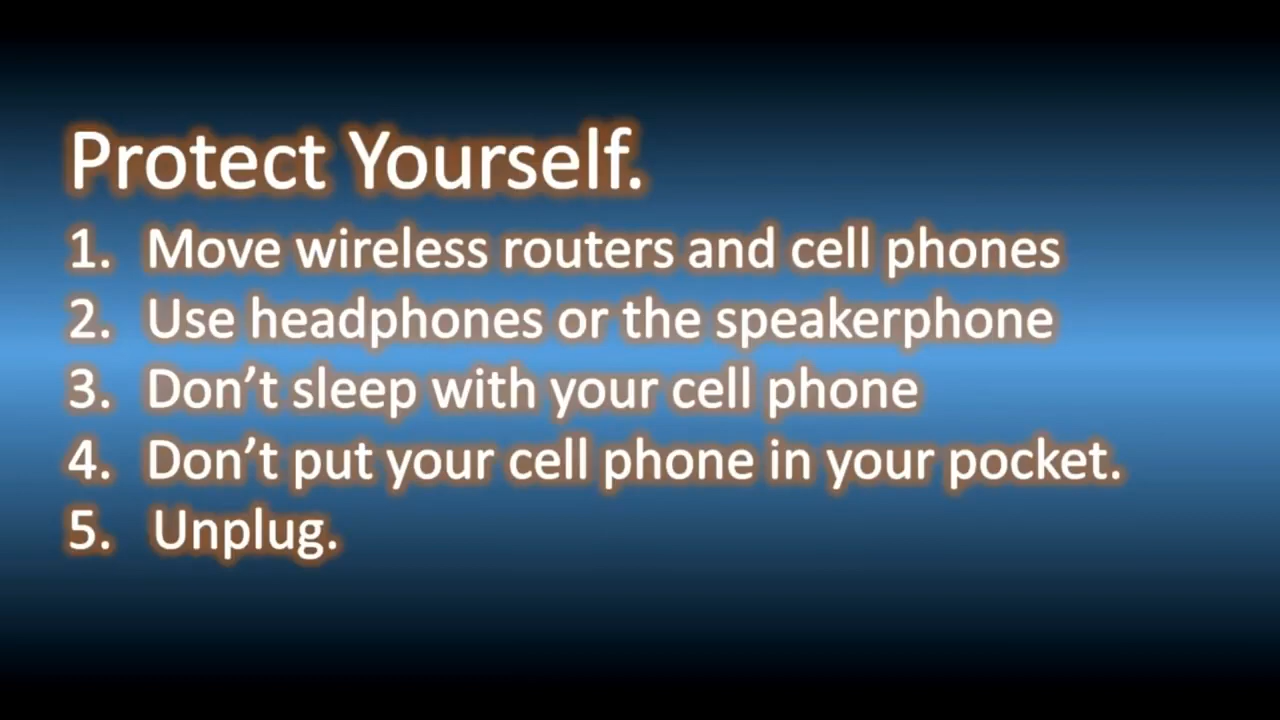 Protect Yourself.
1. Move wireless routers and cell phones
2. Use headphones or the speakerphone
3. Don’t sleep with your cell phone
4. Don’t put your cell phone in your pocket.
5. Unplug.